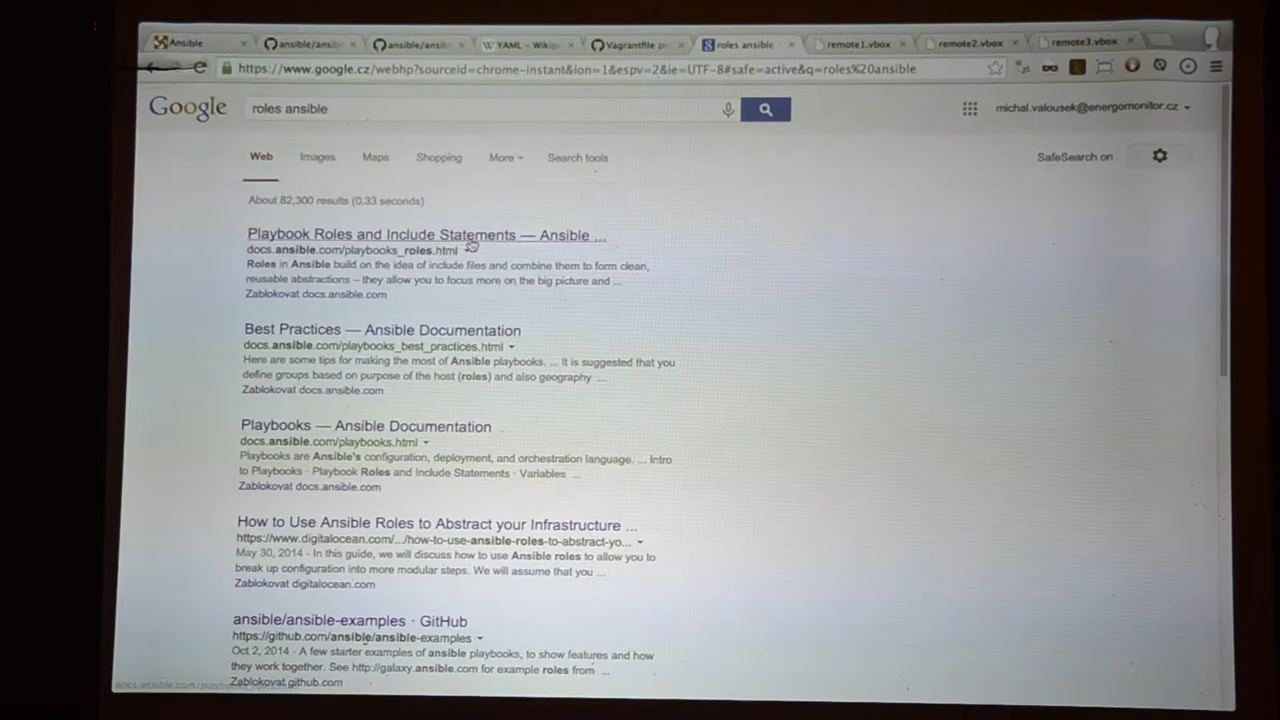 Ansible
ansible/ansib
ansible/ansib
YAML – Wikip
Vagrantfile p
roles ansible
remote1.vbox
remote2.vbox
remote3.vbox
https://www.google.cz/webhp?sourceid=chrome-instant&ion=1&espv=2&ie=UTF-8#safe=active&q=roles%20ansible
Google
roles ansible
michal.valousek@energomonitor.cz
Web
Images
Maps
Shopping
More
Search tools
SafeSearch on
About 82,300 results (0.33 seconds)
Playbook Roles and Include Statements — Ansible ...
docs.ansible.com/playbooks_roles.html
Roles in Ansible build on the idea of include files and combine them to form clean,
reusable abstractions – they allow you to focus more on the big picture and ...
Zablokovat docs.ansible.com
Best Practices — Ansible Documentation
docs.ansible.com/playbooks_best_practices.html
Here are some tips for making the most of Ansible playbooks. ... It is suggested that you
define groups based on purpose of the host (roles) and also geography ...
Zablokovat docs.ansible.com
Playbooks — Ansible Documentation
docs.ansible.com/playbooks.html
Playbooks are Ansible's configuration, deployment, and orchestration language. ... Intro
to Playbooks · Playbook Roles and Include Statements · Variables ...
Zablokovat docs.ansible.com
How to Use Ansible Roles to Abstract your Infrastructure ...
https://www.digitalocean.com/.../how-to-use-ansible-roles-to-abstract-yo...
May 30, 2014 - In this guide, we will discuss how to use Ansible roles to allow you to
break up configuration into more modular steps. We will assume that you ...
Zablokovat digitalocean.com
ansible/ansible-examples · GitHub
https://github.com/ansible/ansible-examples
Oct 2, 2014 - A few starter examples of ansible playbooks, to show features and how
they work together. See http://galaxy.ansible.com for example roles from ...
Zablokovat github.com